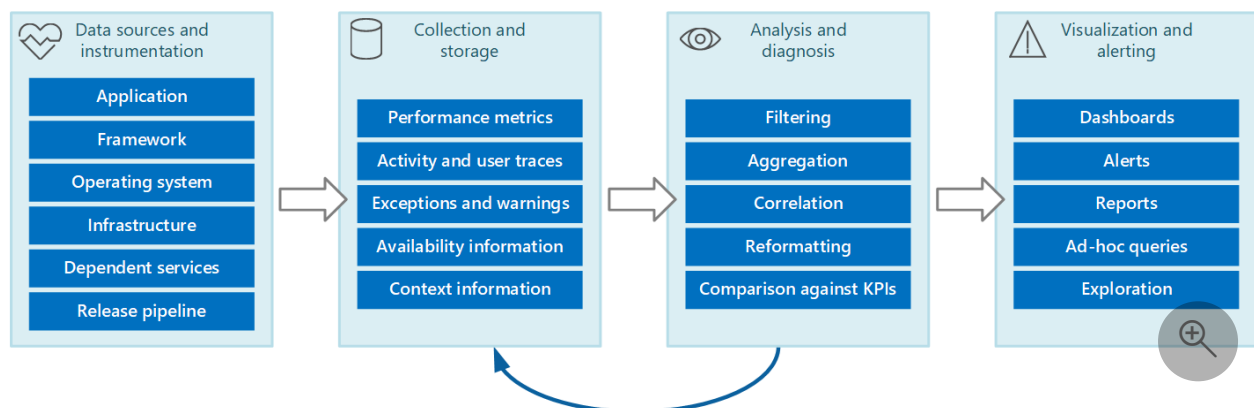 Data sources and
instrumentation
Application
Framework
Operating system
Infrastructure
Dependent services
Release pipeline
Collection and
storage
Performance metrics
Activity and user traces
Exceptions and warnings
Availability information
Context information
Analysis and
diagnosis
Filtering
Aggregation
Correlation
Reformatting
Comparison against KPIs
Visualization and
alerting
Dashboards
Alerts
Reports
Ad-hoc queries
Exploration